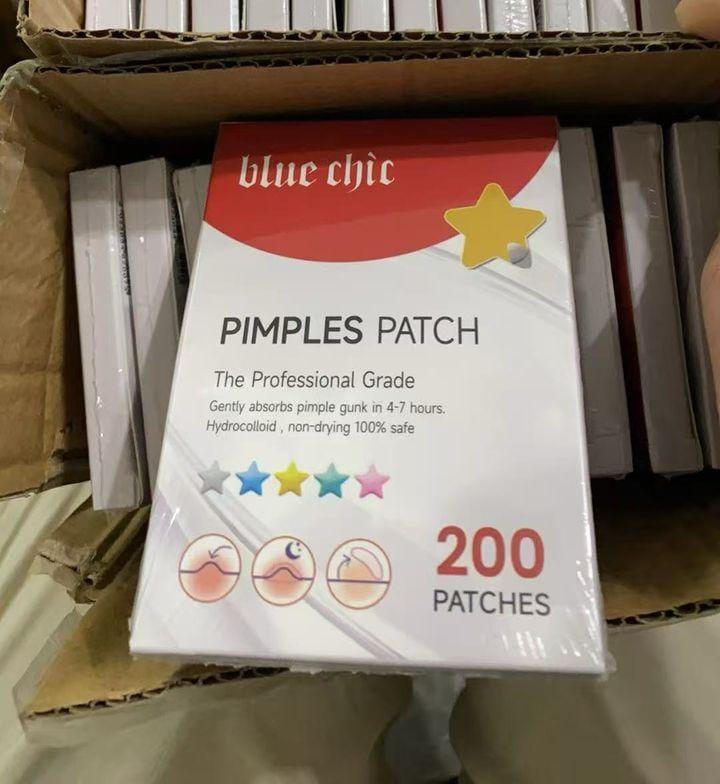 blue chìc
PIMPLES PATCH
The Professional Grade
Gently absorbs pimple gunk in 4-7 hours.
Hydrocolloid , non-drying 100% safe
200
PATCHES